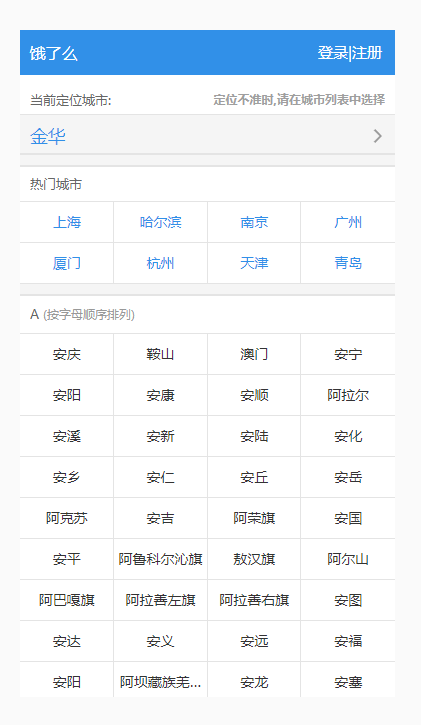 饿了么 登录|注册
当前定位城市: 定位不准时,请在城市列表中选择
金华
热门城市
上海 哈尔滨 南京 广州
厦门 杭州 天津 青岛
A (按字母顺序排列)
安庆 鞍山 澳门 安宁
安阳 安康 安顺 阿拉尔
安溪 安新 安陆 安化
安乡 安仁 安丘 安岳
阿克苏 安吉 阿荣旗 安国
安平 阿鲁科尔沁旗 敖汉旗 阿尔山
阿巴嘎旗 阿拉善左旗 阿拉善右旗 安图
安达 安义 安远 安福
安阳 阿坝藏族羌... 安龙 安塞